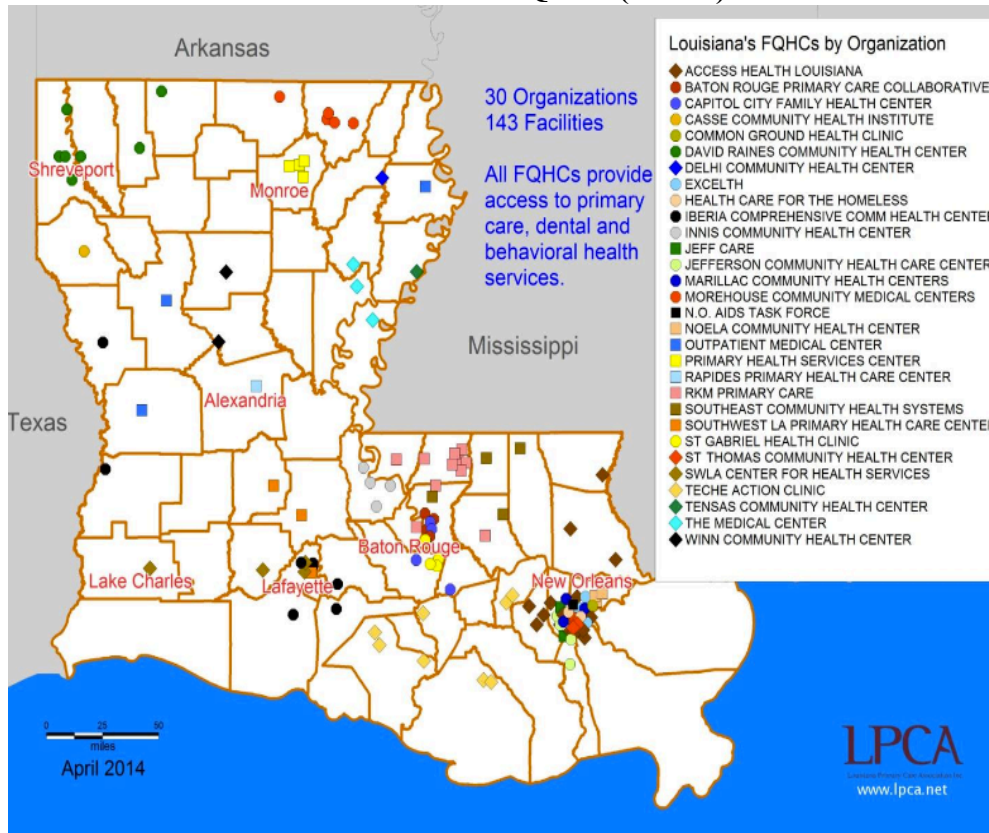 Arkansas
30 Organizations
143 Facilities
All FQHCs provide
access to primary
care, dental and
behavioral health
services.
Shreveport
Monroe
Mississippi
Alexandria
Texas
Baton Rouge
Lake Charles
Lafayette
New Orleans
Louisiana's FQHCs by Organization
ACCESS HEALTH LOUISIANA
BATON ROUGE PRIMARY CARE COLLABORATIVE
CAPITOL CITY FAMILY HEALTH CENTER
CASSE COMMUNITY HEALTH INSTITUTE
COMMON GROUND HEALTH CLINIC
DAVID RAINES COMMUNITY HEALTH CENTER
DELHI COMMUNITY HEALTH CENTER
EXCELTH
HEALTH CARE FOR THE HOMELESS
IBERIA COMPREHENSIVE COMM HEALTH CENTER
INNIS COMMUNITY HEALTH CENTER
JEFF CARE
JEFFERSON COMMUNITY HEALTH CARE CENTER
MARILLAC COMMUNITY HEALTH CENTERS
MOREHOUSE COMMUNITY MEDICAL CENTERS
N.O. AIDS TASK FORCE
NOELA COMMUNITY HEALTH CENTER
OUTPATIENT MEDICAL CENTER
PRIMARY HEALTH SERVICES CENTER
RAPIDES PRIMARY HEALTH CARE CENTER
RKM PRIMARY CARE
SOUTHEAST COMMUNITY HEALTH SYSTEMS
SOUTHWEST LA PRIMARY HEALTH CARE CENTER
ST GABRIEL HEALTH CLINIC
ST THOMAS COMMUNITY HEALTH CENTER
SWLA CENTER FOR HEALTH SERVICES
TECHE ACTION CLINIC
TENSAS COMMUNITY HEALTH CENTER
THE MEDICAL CENTER
WINN COMMUNITY HEALTH CENTER
0 25 50
miles
April 2014
LPCA
Louisiana Primary Care Association, Inc.
www.lpca.net